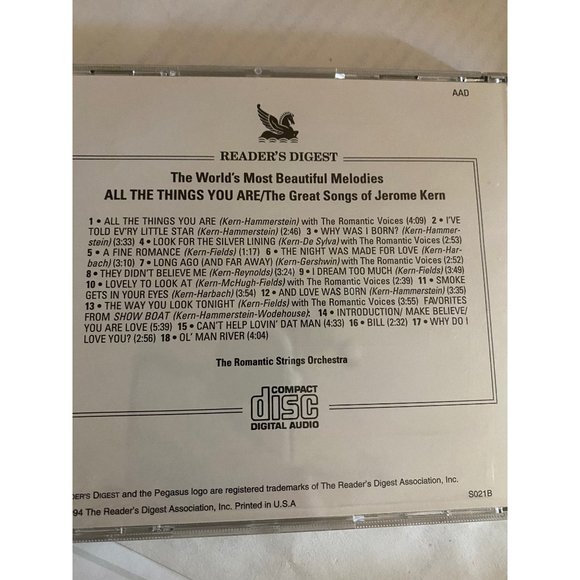 AAD
READER'S DIGEST
The World's Most Beautiful Melodies
ALL THE THINGS YOU ARE/The Great Songs of Jerome Kern
1 • ALL THE THINGS YOU ARE (Kern-Hammerstein) with The Romantic Voices (4:09) 2 • I'VE
TOLD EV'RY LITTLE STAR (Kern-Hammerstein) (2:46) 3 • WHY WAS I BORN? (Kern-Hammer-
stein) (3:33) 4 • LOOK FOR THE SILVER LINING (Kern-De Sylva) with The Romantic Voices (2:53)
5 • A FINE ROMANCE (Kern-Fields) (1:17) 6 • THE NIGHT WAS MADE FOR LOVE (Kern-Har-
bach) (3:10) 7 • LONG AGO (AND FAR AWAY) (Kern-Gershwin) with The Romantic Voices (2:52)
8 • THEY DIDN'T BELIEVE ME (Kern-Reynolds) (3:24) 9 • I DREAM TOO MUCH (Kern-Fields) (3:49)
10 • LOVELY TO LOOK AT (Kern-McHugh-Fields) with The Romantic Voices (2:39) 11 • SMOKE
GETS IN YOUR EYES (Kern-Harbach) (3:54) 12 • AND LOVE WAS BORN (Kern-Hammerstein) (3:35)
13 • THE WAY YOU LOOK TONIGHT (Kern-Fields) with The Romantic Voices (3:55) FAVORITES
FROM SHOW BOAT (Kern-Hammerstein-Wodehouse): 14 • INTRODUCTION/ MAKE BELIEVE/
YOU ARE LOVE (5:39) 15 • CAN'T HELP LOVIN' DAT MAN (4:33) 16 • BILL (2:32) 17 • WHY DO I
LOVE YOU? (2:56) 18 • OL' MAN RIVER (4:04)
The Romantic Strings Orchestra
COMPACT
disc
DIGITAL AUDIO
READER'S DIGEST and the Pegasus logo are registered trademarks of The Reader's Digest Association, Inc.
94 The Reader's Digest Association, Inc. Printed in U.S.A
S021B